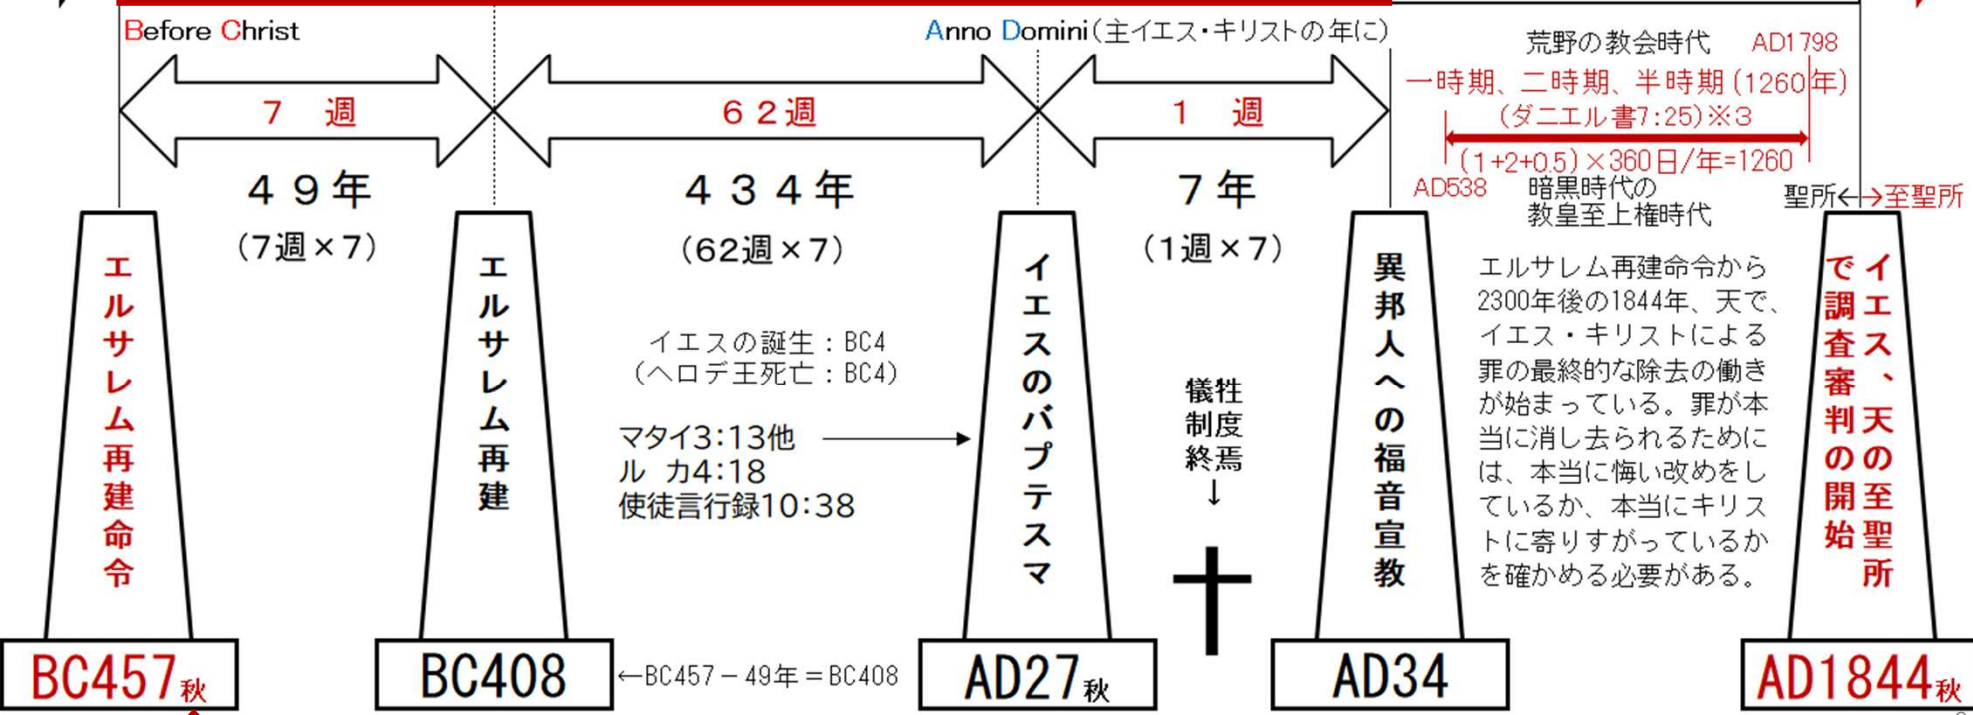 Before Christ
Anno Domini(主イエス・キリストの年に)
荒野の教会時代 AD1798
一時期、二時期、半時期(1260年)
(ダニエル書7:25)※3
(1+2+0.5)×360日/年=1260
AD538 暗黒時代の
教皇至上権時代
聖所←→至聖所
7 週
62週
1 週
49年
434年
7年
(7週×7)
(62週×7)
(1週×7)
エルサレム再建命令
エルサレム再建
イエスの誕生:BC4
(ヘロデ王死亡:BC4)
マタイ3:13他
ル カ4:18
使徒言行録10:38
イエスのバプテスマ
犠牲
制度
終焉
↓
異邦人への福音宣教
エルサレム再建命令から
2300年後の1844年、天で、
イエス・キリストによる
罪の最終的な除去の働き
が始まっている。罪が本
当に消し去られるために
は、本当に悔い改めをし
ているか、本当にキリス
トに寄りすがっているか
を確かめる必要がある。
イエス、天の至聖所
で調査審判の開始
BC457秋
BC408
←BC457-49年=BC408
AD27秋
AD34
AD1844秋